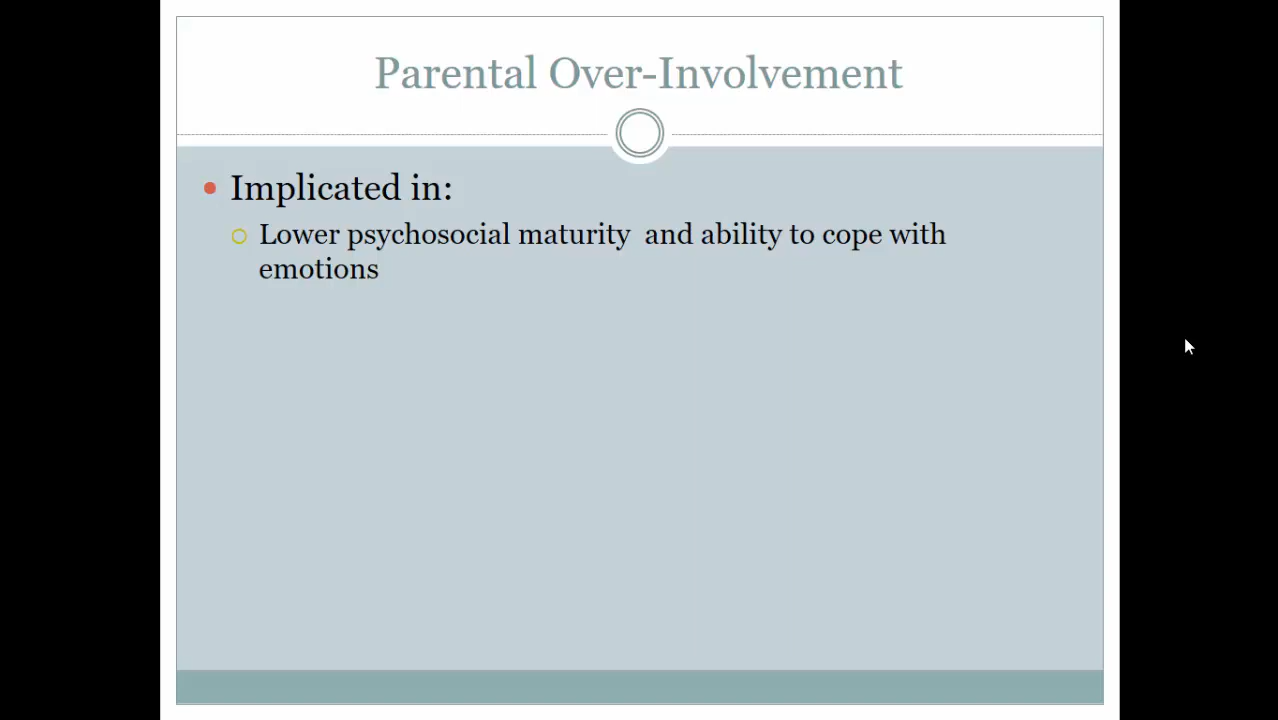 Parental Over-Involvement
Implicated in:
Lower psychosocial maturity  and ability to cope with
emotions